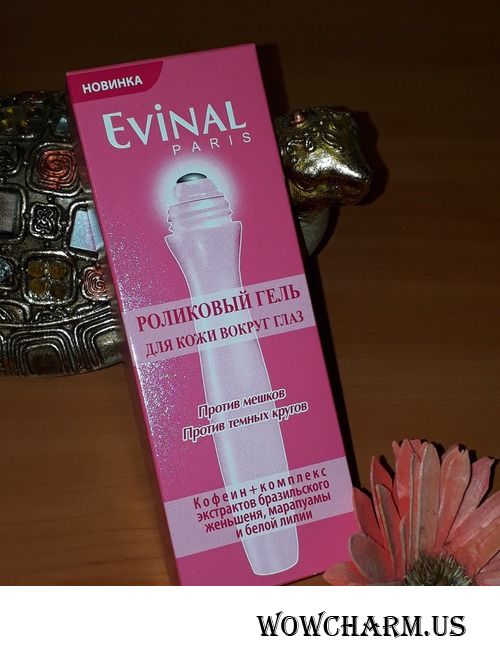 НОВИНКА
EViNAL
PARIS
РОЛИКОВЫЙ ГЕЛЬ
ДЛЯ КОЖИ ВОКРУГ ГЛАЗ
Против мешков
Против темных кругов
Кофеин+комплекс
экстрактов бразильского
женьшеня, марапуамы
и белой лилии
WOWCHARM.US